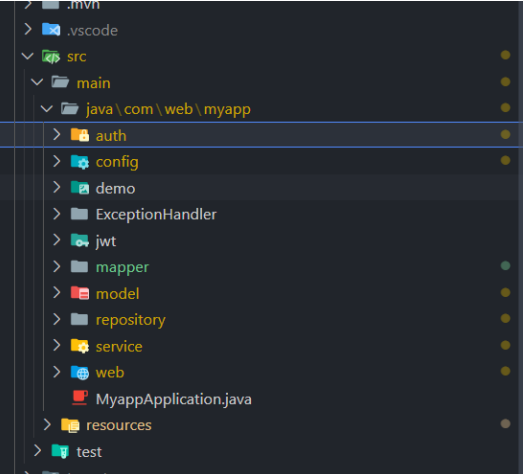 .mvn
.vscode
src
main
java\com\web\myapp
auth
config
demo
ExceptionHandler
jwt
mapper
model
repository
service
web
MyappApplication.java
resources
test